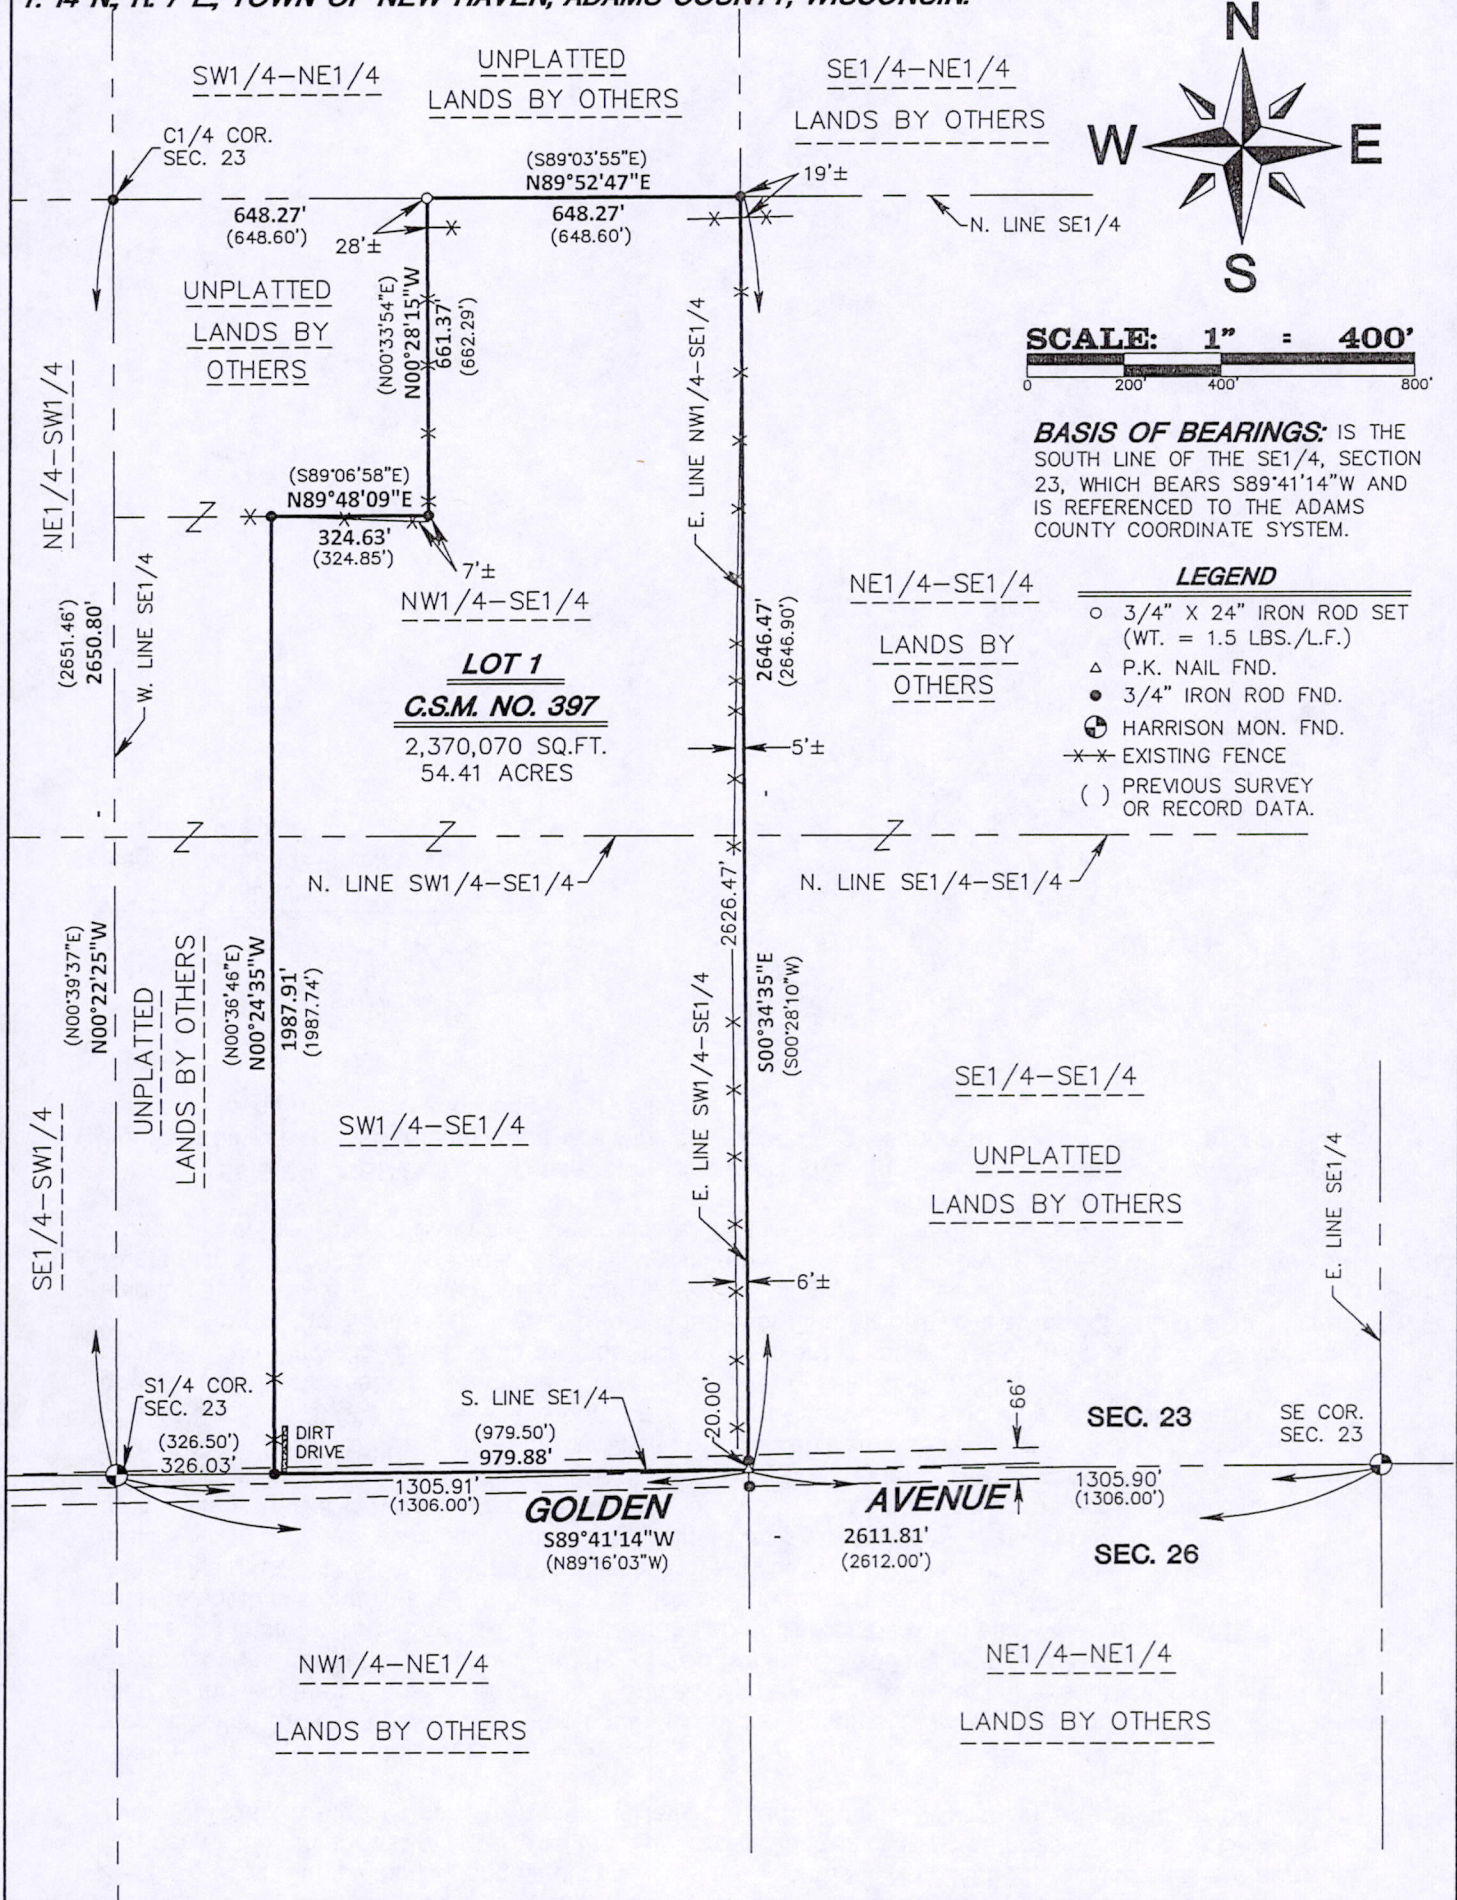 T. 14 N., R. 7 E., TOWN OF NEW HAVEN, ADAMS COUNTY, WISCONSIN.
N
W
E
S
SW1/4-NE1/4
UNPLATTED
LANDS BY OTHERS
SE1/4-NE1/4
LANDS BY OTHERS
C1/4 COR.
SEC. 23
(S89°03'55"E)
N89°52'47"E
19'±
648.27'
(648.60')
28'±
648.27'
(648.60')
N. LINE SE1/4
UNPLATTED
LANDS BY
OTHERS
(N00°33'54"E)
N00°28'15"W
661.37'
(662.29')
E. LINE NW1/4-SE1/4
SCALE: 1" = 400'
0 200' 400' 800'
BASIS OF BEARINGS: IS THE
SOUTH LINE OF THE SE1/4, SECTION
23, WHICH BEARS S89°41'14"W AND
IS REFERENCED TO THE ADAMS
COUNTY COORDINATE SYSTEM.
NE1/4-SW1/4
(S89°06'58"E)
N89°48'09"E
324.63'
(324.85')
7'±
NW1/4-SE1/4
LOT 1
C.S.M. NO. 397
2,370,070 SQ.FT.
54.41 ACRES
(2651.46')
2650.80'
W. LINE SE1/4
2646.47'
(2646.90')
NE1/4-SE1/4
LANDS BY
OTHERS
LEGEND
3/4" X 24" IRON ROD SET
(WT. = 1.5 LBS./L.F.)
P.K. NAIL FND.
3/4" IRON ROD FND.
HARRISON MON. FND.
EXISTING FENCE
( ) PREVIOUS SURVEY
OR RECORD DATA.
5'±
N. LINE SW1/4-SE1/4
N. LINE SE1/4-SE1/4
(N00°39'37"E)
N00°22'25"W
UNPLATTED
LANDS BY OTHERS
(N00°36'46"E)
N00°24'35"W
1987.91'
(1987.74')
2626.47'
E. LINE SW1/4-SE1/4
S00°34'35"E
(S00°28'10"W)
SE1/4-SW1/4
SW1/4-SE1/4
SE1/4-SE1/4
UNPLATTED
LANDS BY OTHERS
E. LINE SE1/4
6'±
S1/4 COR.
SEC. 23
(326.50')
326.03'
DIRT
DRIVE
S. LINE SE1/4
(979.50')
979.88'
20.00'
66'
SEC. 23
SE COR.
SEC. 23
1305.91'
(1306.00')
GOLDEN AVENUE
1305.90'
(1306.00')
S89°41'14"W
(N89°16'03"W)
2611.81'
(2612.00')
SEC. 26
NW1/4-NE1/4
LANDS BY OTHERS
NE1/4-NE1/4
LANDS BY OTHERS